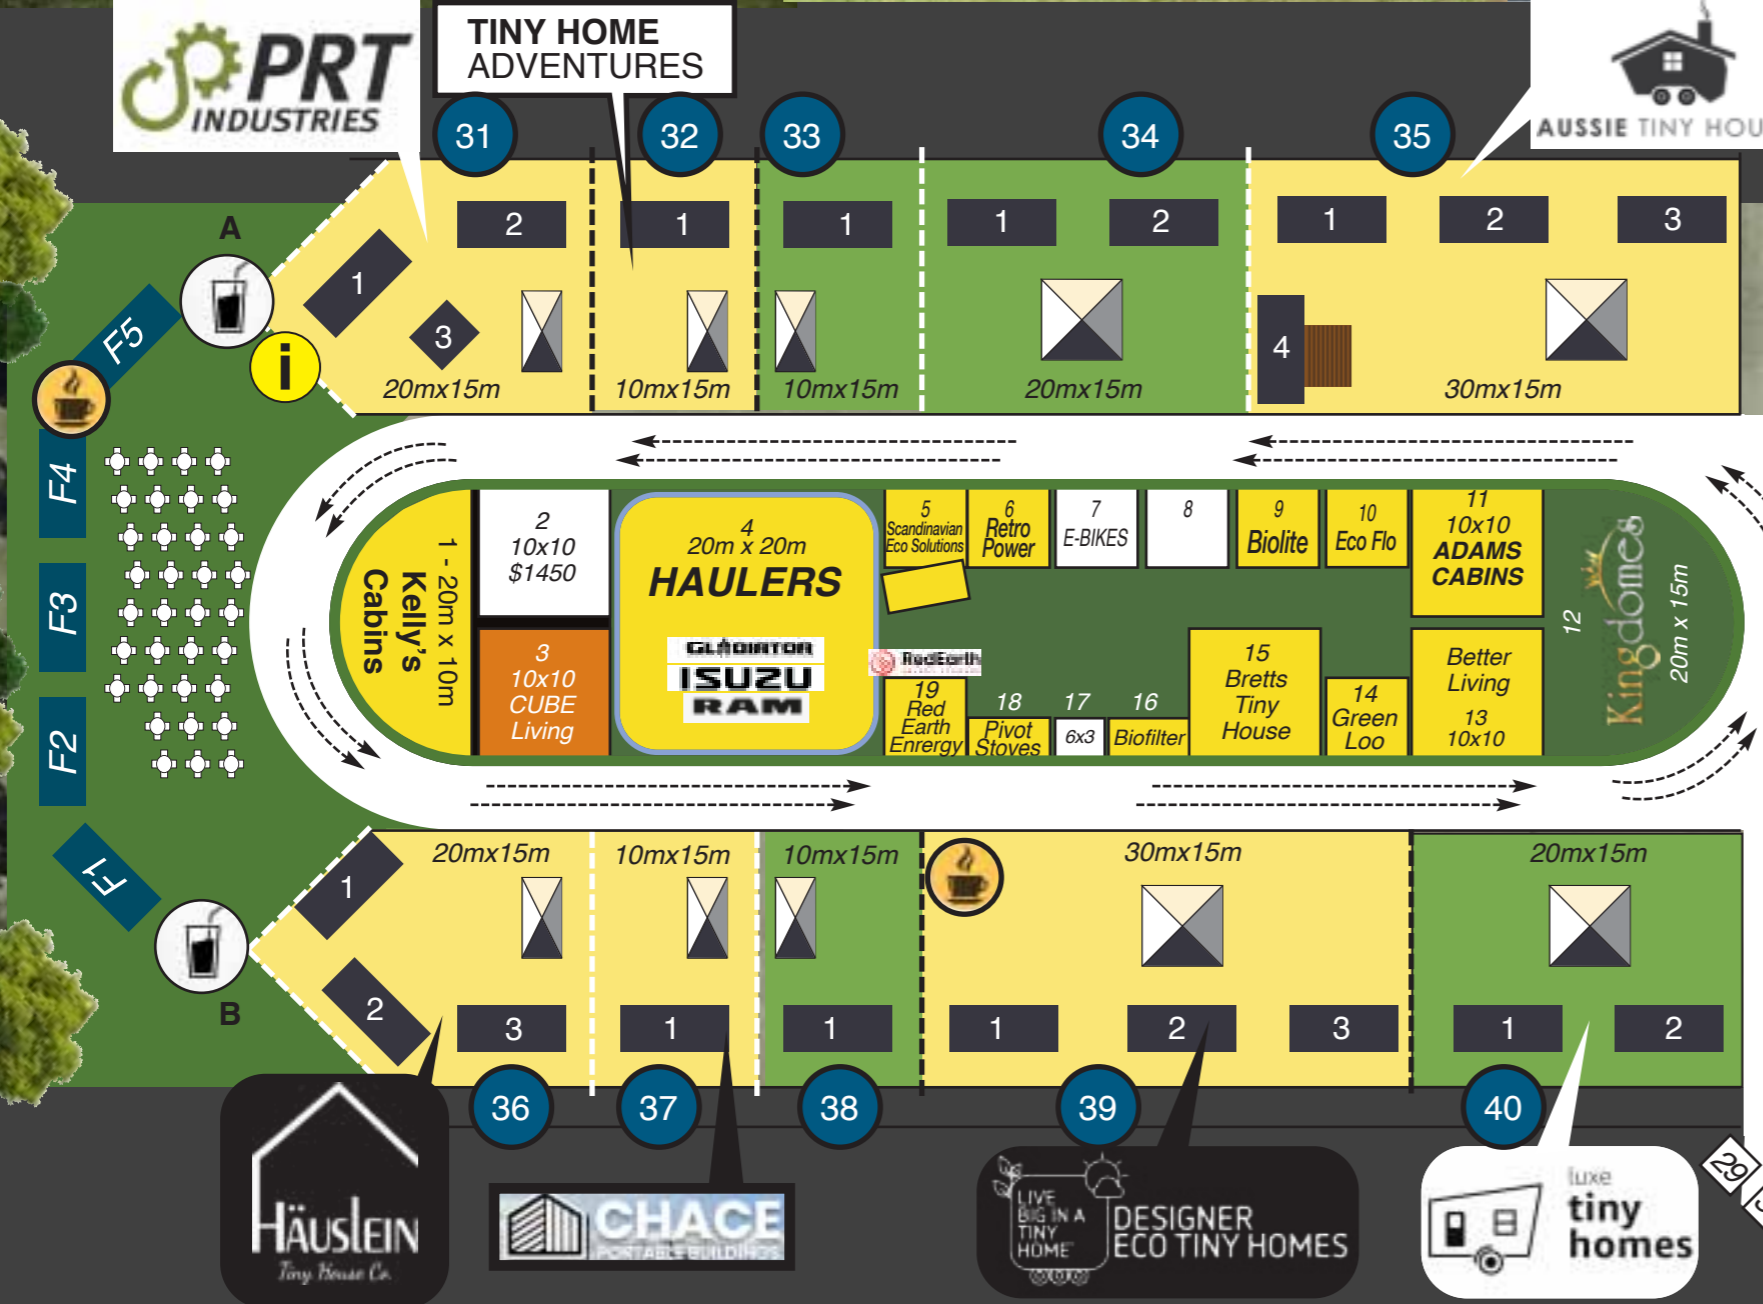 PRT
INDUSTRIES
TINY HOME
ADVENTURES
AUSSIE TINY HOU
31
32
33
34
35
A
1
2
3
20mx15m
1
10mx15m
1
10mx15m
1
2
20mx15m
1
2
3
4
30mx15m
i
F5
F4
F3
F2
F1
B
1 - 20m x 10m
Kelly's
Cabins
2
10x10
$1450
3
10x10
CUBE
Living
4
20m x 20m
HAULERS
GLADIATOR
ISUZU
RAM
5
Scandinavian
Eco Solutions
6
Retro
Power
7
E-BIKES
8
9
Biolite
10
Eco Flo
11
10x10
ADAMS
CABINS
12
Kingdomes
20m x 15m
Better
Living
13
10x10
14
Green
Loo
15
Bretts
Tiny
House
16
Biofilter
17
6x3
18
Pivot
Stoves
RedEarth
19
Red
Earth
Enrergy
20mx15m
1
2
3
10mx15m
1
10mx15m
1
30mx15m
1
2
3
20mx15m
1
2
36
37
38
39
40
HÄUSLEIN
Tiny House Co.
CHACE
PORTABLE BUILDINGS
LIVE
BIG IN A
TINY
HOME
DESIGNER
ECO TINY HOMES
luxe
tiny
homes
29